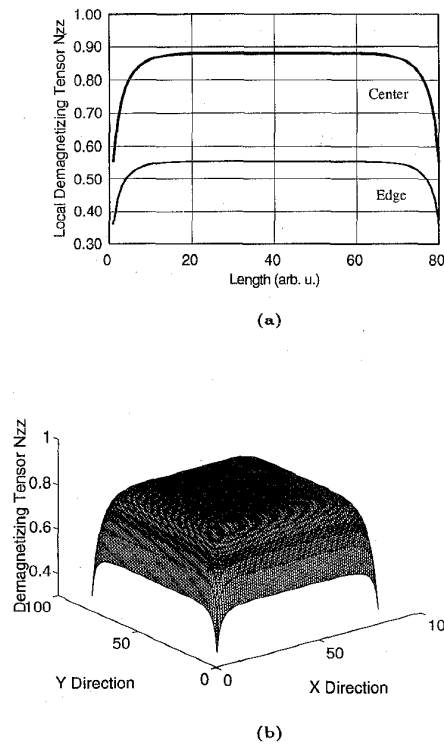 Local Demagnetizing Tensor Nzz
1.00
0.90
0.80
0.70
0.60
0.50
0.40
0.30
Center
Edge
0 20 40 60 80
Length (arb. u.)
(a)
Demagnetizing Tensor Nzz
1
0.8
0.6
0.4
100
50
0
0
50
10
Y Direction
X Direction
(b)